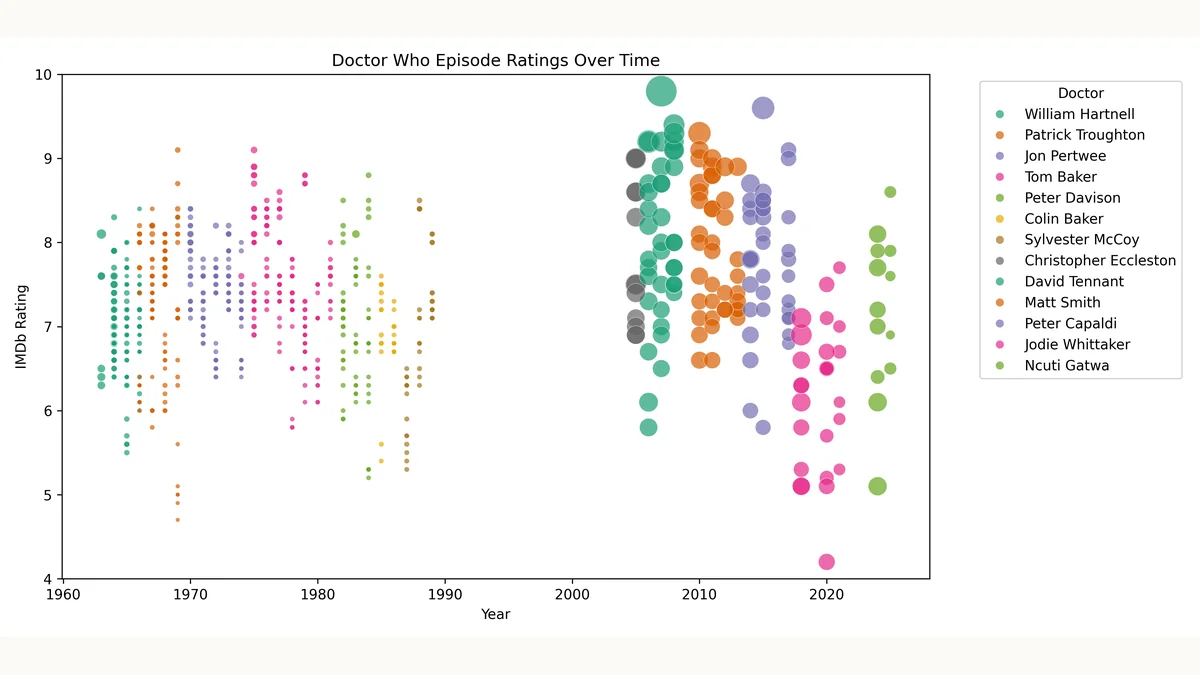 Doctor Who Episode Ratings Over Time
10
9
8
7
6
5
4
IMDb Rating
1960
1970
1980
1990
2000
2010
2020
Year
Doctor
William Hartnell
Patrick Troughton
Jon Pertwee
Tom Baker
Peter Davison
Colin Baker
Sylvester McCoy
Christopher Eccleston
David Tennant
Matt Smith
Peter Capaldi
Jodie Whittaker
Ncuti Gatwa